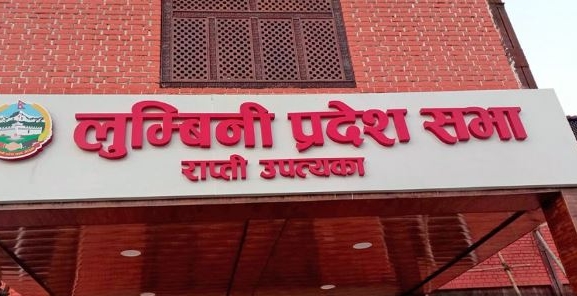 लुम्बिनी प्रदेश सभा
राप्ती उपत्यका